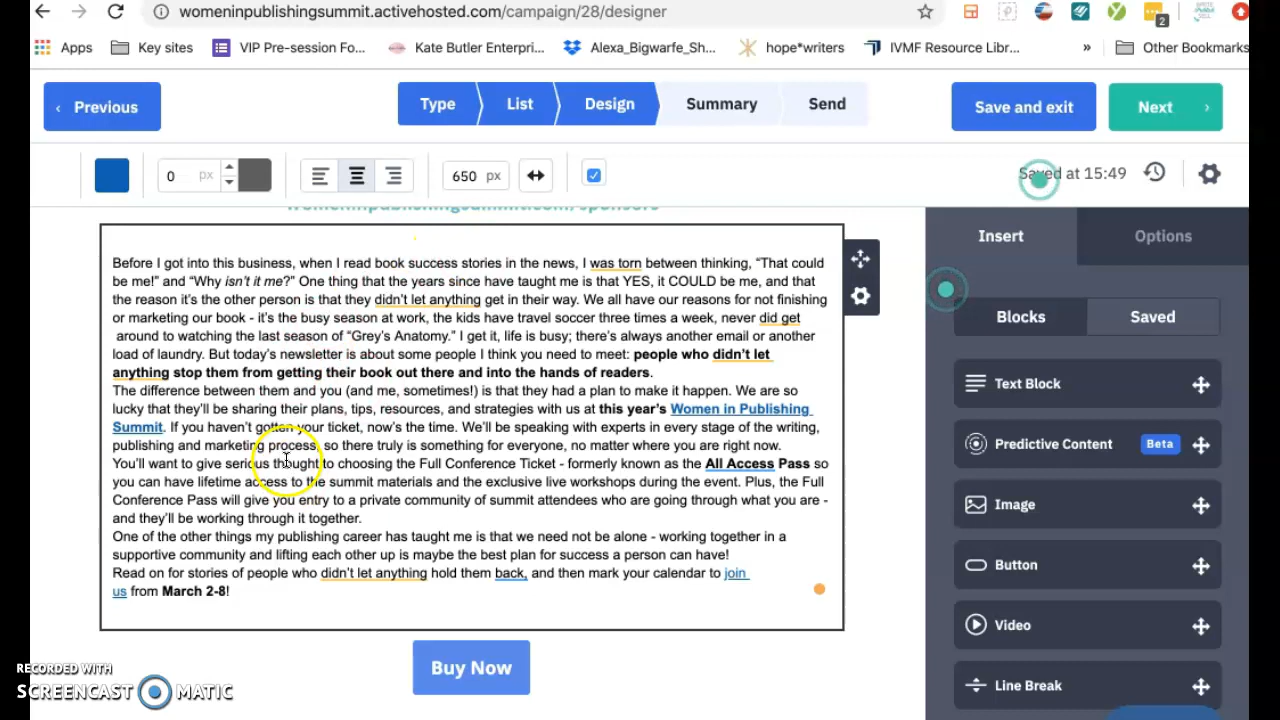 womeninpublishingsummit.activehosted.com/campaign/28/designer
2
Apps Key sites VIP Pre-session Fo... Kate Butler Enterpri... Alexa_Bigwarfe_Sh... hope*writers IVMF Resource Libr... » Other Bookmarks
‹ Previous Type List Design Summary Send Save and exit Next ›
0 px 650 px Saved at 15:49
womeninpublishingsummit.com/sponsors
Insert Options
Blocks Saved
Text Block
Predictive Content Beta
Image
Button
Video
Line Break
Before I got into this business, when I read book success stories in the news, I was torn between thinking, “That could
be me!” and “Why isn’t it me?” One thing that the years since have taught me is that YES, it COULD be me, and that
the reason it’s the other person is that they didn’t let anything get in their way. We all have our reasons for not finishing
or marketing our book - it’s the busy season at work, the kids have travel soccer three times a week, never did get
around to watching the last season of “Grey’s Anatomy.” I get it, life is busy; there’s always another email or another
load of laundry. But today’s newsletter is about some people I think you need to meet: people who didn’t let
anything stop them from getting their book out there and into the hands of readers.
The difference between them and you (and me, sometimes!) is that they had a plan to make it happen. We are so
lucky that they’ll be sharing their plans, tips, resources, and strategies with us at this year’s Women in Publishing
Summit. If you haven’t gotten your ticket, now’s the time. We’ll be speaking with experts in every stage of the writing,
publishing and marketing process, so there truly is something for everyone, no matter where you are right now.
You’ll want to give serious thought to choosing the Full Conference Ticket - formerly known as the All Access Pass so
you can have lifetime access to the summit materials and the exclusive live workshops during the event. Plus, the Full
Conference Pass will give you entry to a private community of summit attendees who are going through what you are -
and they’ll be working through it together.
One of the other things my publishing career has taught me is that we need not be alone - working together in a
supportive community and lifting each other up is maybe the best plan for success a person can have!
Read on for stories of people who didn’t let anything hold them back, and then mark your calendar to join
us from March 2-8!
Buy Now
RECORDED WITH
SCREENCAST MATIC